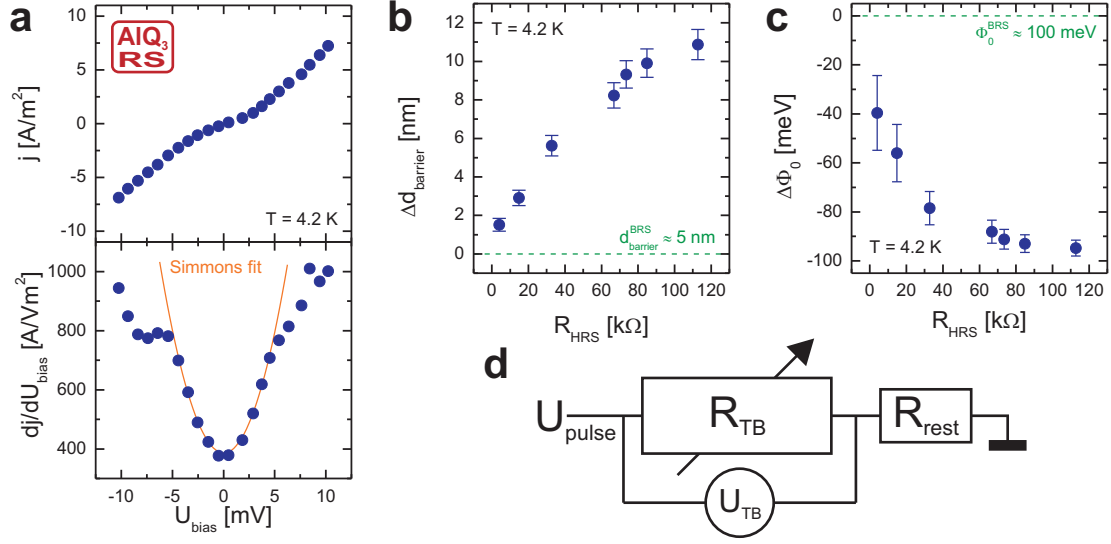 a
AlQ3
RS
j [A/m²]
10
5
0
-5
-10
T = 4.2 K
dj/dUbias [A/Vm²]
1000
800
600
400
Simmons fit
-10 -5 0 5 10
Ubias [mV]
b
T = 4.2 K
Δdbarrier [nm]
12
10
8
6
4
2
0
dBRSbarrier ≈ 5 nm
0 20 40 60 80 100 120
RHRS [kΩ]
c
ΔΦ0 [meV]
0
-20
-40
-60
-80
-100
ΦBRS0 ≈ 100 meV
T = 4.2 K
0 20 40 60 80 100 120
RHRS [kΩ]
d
Upulse
RTB
Rrest
UTB